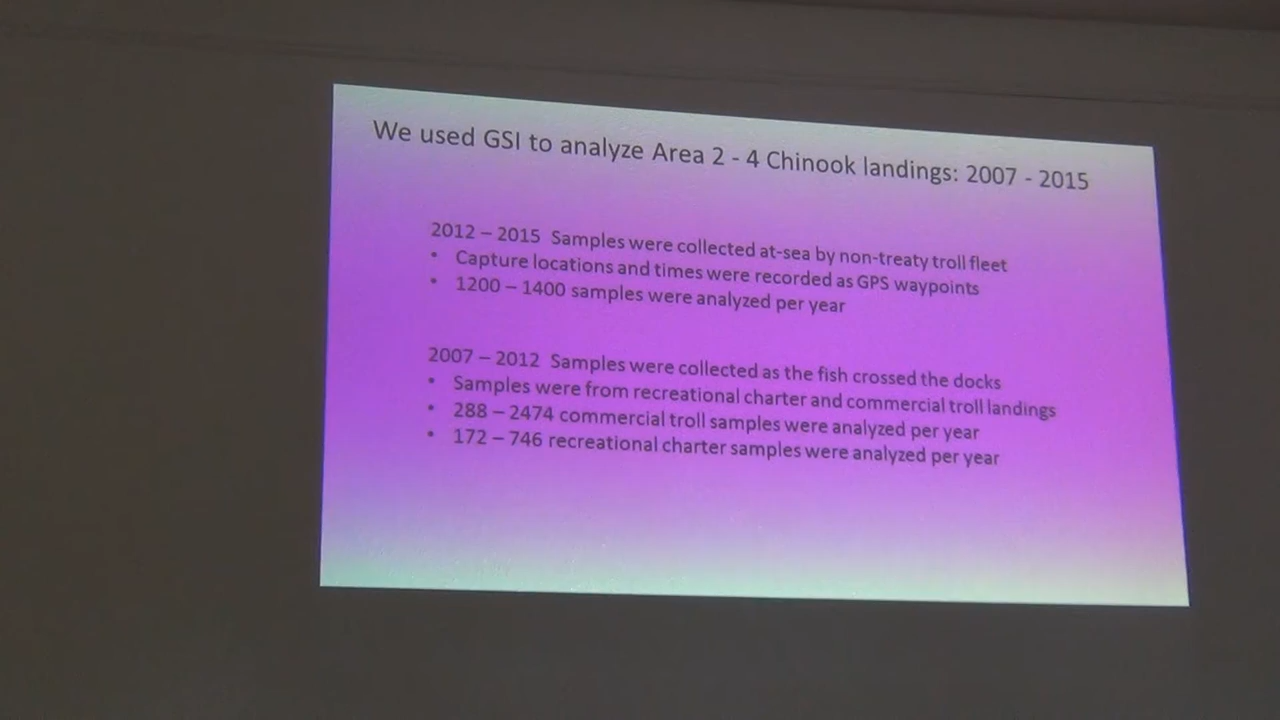 We used GSI to analyze Area 2 - 4 Chinook landings: 2007 - 2015
2012 – 2015 Samples were collected at-sea by non-treaty troll fleet
• Capture locations and times were recorded as GPS waypoints
• 1200 – 1400 samples were analyzed per year
2007 – 2012 Samples were collected as the fish crossed the docks
• Samples were from recreational charter and commercial troll landings
• 288 – 2474 commercial troll samples were analyzed per year
• 172 – 746 recreational charter samples were analyzed per year